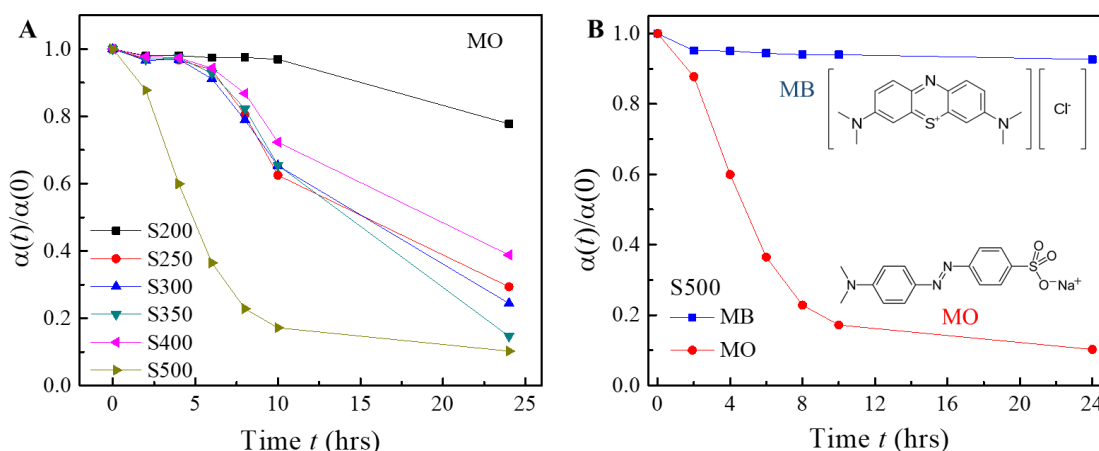 A
MO
α(t)/α(0)
1.0
0.8
0.6
0.4
0.2
0.0
S200
S250
S300
S350
S400
S500
0 5 10 15 20 25
Time t (hrs)
B
α(t)/α(0)
1.0
0.8
0.6
0.4
0.2
0.0
MB
N
N
S+
N
Cl-
N
N
N
O
S
O
O-Na+
MO
S500
MB
MO
0 4 8 12 16 20 24
Time t (hrs)